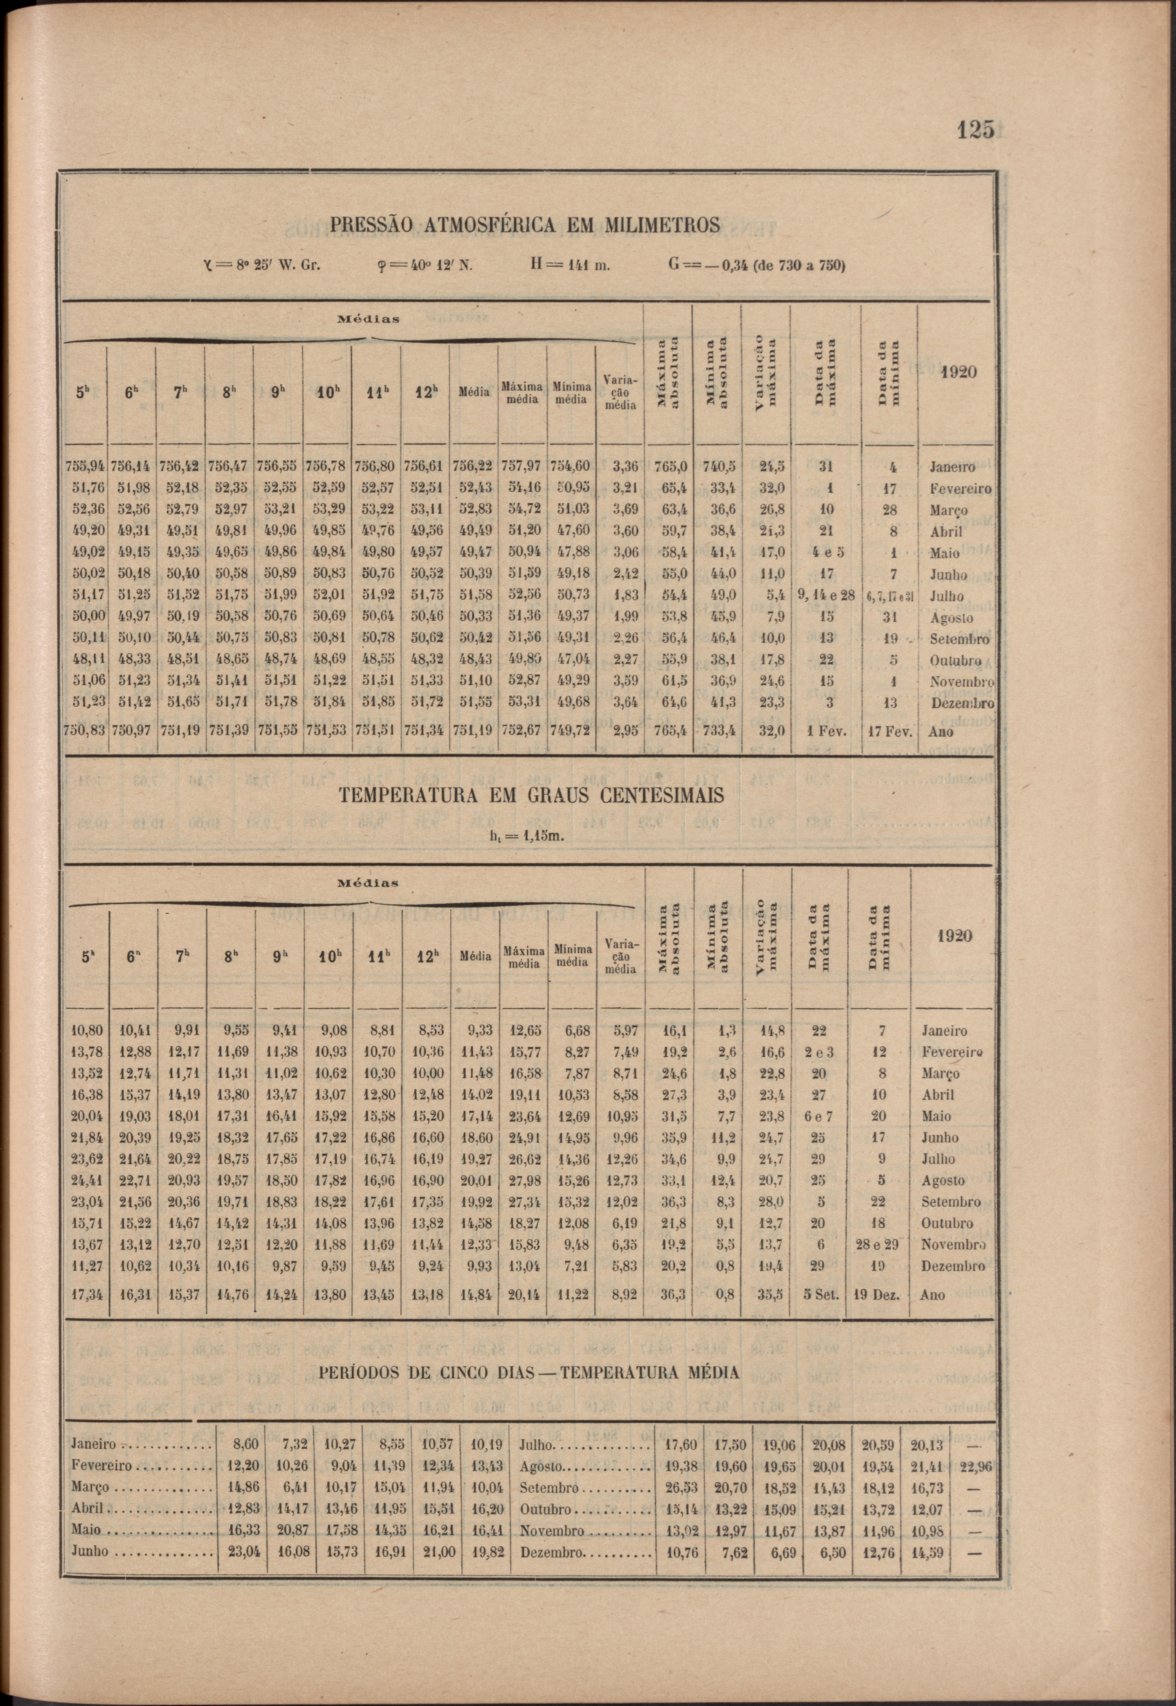 125
PRESSÃO ATMOSFÉRICA EM MILIMETROS
χ = 8º 25′ W. Gr. φ = 40º 12′ N. H = 141 m. G = — 0,34 (de 730 a 750)
Médias
5ʰ 6ʰ 7ʰ 8ʰ 9ʰ 10ʰ 11ʰ 12ʰ Média Máxima média Mínima média Varia-ção média Máxima absoluta Mínima absoluta Variação máxima Data da máxima Data da mínima 1920
755,94 756,14 756,42 756,47 756,55 756,78 756,80 756,61 756,22 757,97 754,60 3,36 765,0 740,5 24,5 31 4 Janeiro
51,76 51,98 52,18 52,35 52,55 52,59 52,57 52,51 52,43 54,16 50,95 3,21 65,4 33,4 32,0 1 17 Fevereiro
52,36 52,56 52,79 52,97 53,21 53,29 53,22 53,11 52,83 54,72 51,03 3,69 63,4 36,6 26,8 10 28 Março
49,20 49,31 49,51 49,81 49,96 49,85 49,76 49,56 49,49 51,20 47,60 3,60 59,7 38,4 21,3 21 8 Abril
49,02 49,15 49,35 49,65 49,86 49,84 49,80 49,57 49,47 50,94 47,88 3,06 58,4 41,4 17,0 4 e 5 1 Maio
50,02 50,18 50,40 50,58 50,89 50,83 50,76 50,52 50,39 51,59 49,18 2,42 55,0 44,0 11,0 17 7 Junho
51,17 51,25 51,52 51,75 51,99 52,01 51,92 51,75 51,58 52,56 50,73 1,83 54,4 49,0 5,4 9, 14 e 28 6, 7, 17 e 31 Julho
50,00 49,97 50,19 50,58 50,76 50,69 50,64 50,46 50,33 51,36 49,37 1,99 53,8 45,9 7,9 15 31 Agosto
50,11 50,10 50,44 50,75 50,83 50,81 50,78 50,62 50,42 51,56 49,31 2,26 56,4 46,4 10,0 13 19 Setembro
48,11 48,33 48,51 48,65 48,74 48,69 48,55 48,32 48,43 49,85 47,04 2,27 55,9 38,1 17,8 22 5 Outubro
51,06 51,23 51,34 51,41 51,51 51,22 51,51 51,33 51,10 52,87 49,29 3,59 61,5 36,9 24,6 15 1 Novembro
51,23 51,42 51,65 51,71 51,78 51,84 51,85 51,72 51,55 53,31 49,68 3,64 64,6 41,3 23,3 3 13 Dezembro
750,83 750,97 751,19 751,39 751,55 751,53 751,51 751,34 751,19 752,67 749,72 2,95 765,4 733,4 32,0 1 Fev. 17 Fev. Ano
TEMPERATURA EM GRAUS CENTESIMAIS
hₜ = 1,15m.
Médias
5ʰ 6ʰ 7ʰ 8ʰ 9ʰ 10ʰ 11ʰ 12ʰ Média Máxima média Mínima média Varia-ção média Máxima absoluta Mínima absoluta Variação máxima Data da máxima Data da mínima 1920
10,80 10,41 9,91 9,55 9,41 9,08 8,81 8,53 9,33 12,65 6,68 5,97 16,1 1,3 14,8 22 7 Janeiro
13,78 12,88 12,17 11,69 11,38 10,93 10,70 10,36 11,43 15,77 8,27 7,49 19,2 2,6 16,6 2 e 3 12 Fevereiro
13,52 12,74 11,71 11,31 11,02 10,62 10,30 10,00 11,48 16,58 7,87 8,71 24,6 1,8 22,8 20 8 Março
16,38 15,37 14,19 13,80 13,47 13,07 12,80 12,48 14,02 19,11 10,53 8,58 27,3 3,9 23,4 27 10 Abril
20,04 19,03 18,01 17,31 16,41 15,92 15,58 15,20 17,14 23,64 12,69 10,95 31,5 7,7 23,8 6 e 7 20 Maio
21,84 20,39 19,25 18,32 17,65 17,22 16,86 16,60 18,60 24,91 14,95 9,96 35,9 11,2 24,7 25 17 Junho
23,62 21,64 20,22 18,75 17,85 17,19 16,74 16,19 19,27 26,62 14,36 12,26 34,6 9,9 24,7 29 9 Julho
24,41 22,71 20,93 19,57 18,50 17,82 16,96 16,90 20,01 27,98 15,26 12,73 33,1 12,4 20,7 25 5 Agosto
23,04 21,56 20,36 19,71 18,83 18,22 17,61 17,35 19,92 27,34 15,32 12,02 36,3 8,3 28,0 5 22 Setembro
15,71 15,22 14,67 14,42 14,31 14,08 13,96 13,82 14,58 18,27 12,08 6,19 21,8 9,1 12,7 20 18 Outubro
13,67 13,12 12,70 12,51 12,20 11,88 11,69 11,44 12,33 15,83 9,48 6,35 19,2 5,5 13,7 6 28 e 29 Novembro
11,27 10,62 10,34 10,16 9,87 9,59 9,45 9,24 9,93 13,04 7,21 5,83 20,2 0,8 19,4 29 19 Dezembro
17,34 16,31 15,37 14,76 14,24 13,80 13,45 13,18 14,84 20,14 11,22 8,92 36,3 0,8 35,5 5 Set. 19 Dez. Ano
PERÍODOS DE CINCO DIAS — TEMPERATURA MÉDIA
Janeiro ............. 8,60 7,32 10,27 8,55 10,57 10,19 Julho.............. 17,60 17,50 19,06 20,08 20,59 20,13 —
Fevereiro ........... 12,20 10,26 9,04 11,39 12,34 13,43 Agosto............. 19,38 19,60 19,65 20,01 19,54 21,41 22,96
Março .............. 14,86 6,41 10,17 15,04 11,94 10,04 Setembro .......... 26,53 20,70 18,52 14,43 18,12 16,73 —
Abril ............... 12,83 14,17 13,46 11,95 15,51 16,20 Outubro ........... 15,14 13,22 15,09 15,21 13,72 12,07 —
Maio ............... 16,33 20,87 17,58 14,35 16,21 16,41 Novembro ......... 13,02 12,97 11,67 13,87 11,96 10,98 —
Junho .............. 23,04 16,08 15,73 16,91 21,00 19,82 Dezembro.......... 10,76 7,62 6,69 6,50 12,76 14,59 —